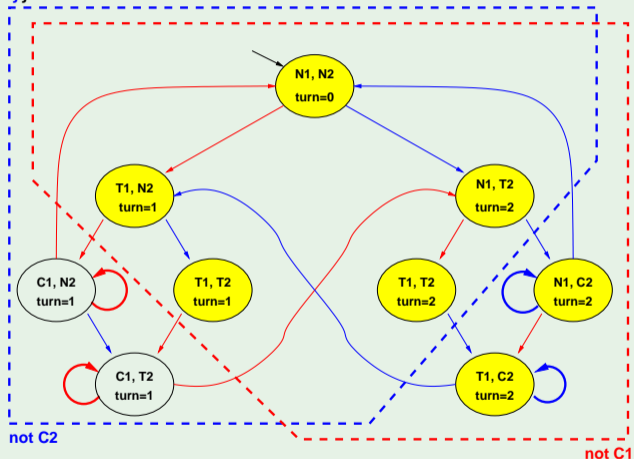 N1, N2
turn=0
T1, N2
turn=1
N1, T2
turn=2
C1, N2
turn=1
T1, T2
turn=1
T1, T2
turn=2
N1, C2
turn=2
C1, T2
turn=1
T1, C2
turn=2
not C2
not C1